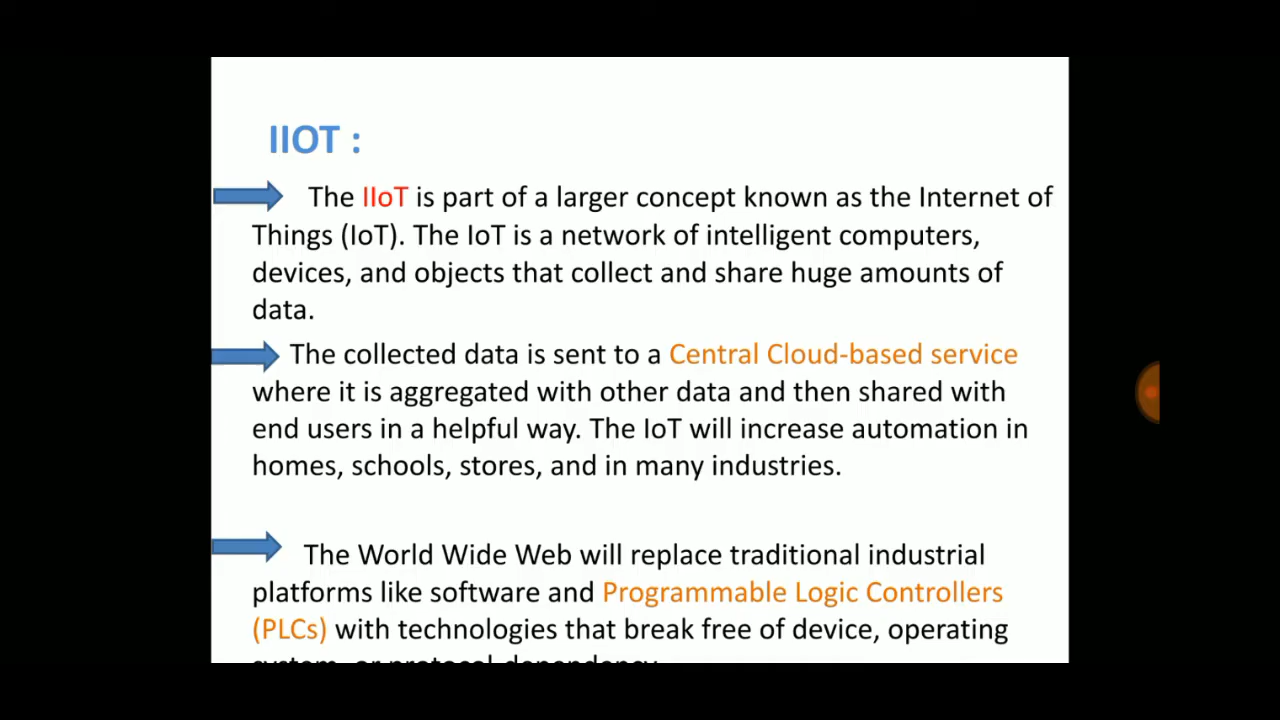 IIOT :
The IIoT is part of a larger concept known as the Internet of
Things (IoT). The IoT is a network of intelligent computers,
devices, and objects that collect and share huge amounts of
data.
The collected data is sent to a Central Cloud-based service
where it is aggregated with other data and then shared with
end users in a helpful way. The IoT will increase automation in
homes, schools, stores, and in many industries.
The World Wide Web will replace traditional industrial
platforms like software and Programmable Logic Controllers
(PLCs) with technologies that break free of device, operating
system, or protocol dependency.